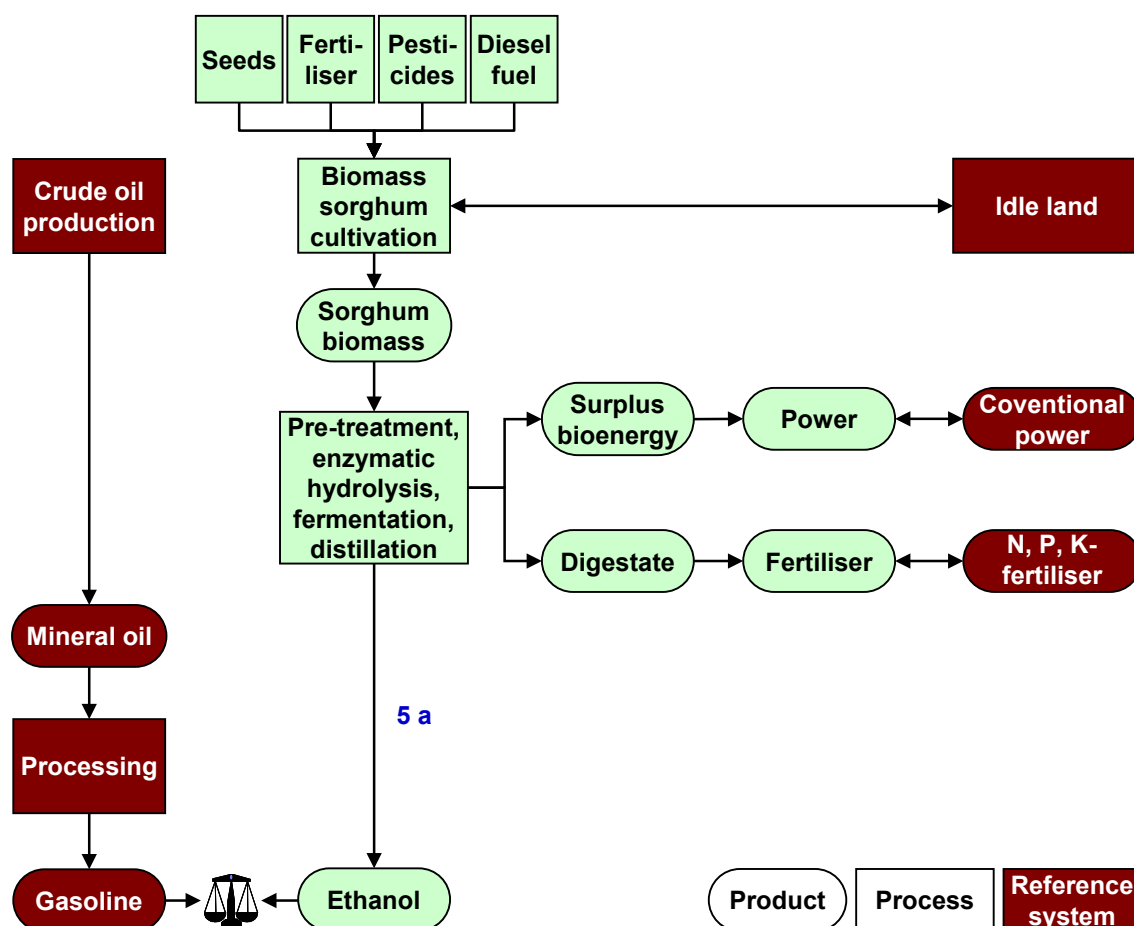 Seeds
Ferti-
liser
Pesti-
cides
Diesel
fuel
Crude oil
production
Biomass
sorghum
cultivation
Idle land
Sorghum
biomass
Pre-treatment,
enzymatic
hydrolysis,
fermentation,
distillation
Surplus
bioenergy
Power
Coventional
power
Digestate
Fertiliser
N, P, K-
fertiliser
Mineral oil
5 a
Processing
Gasoline
Ethanol
Product
Process
Reference
system